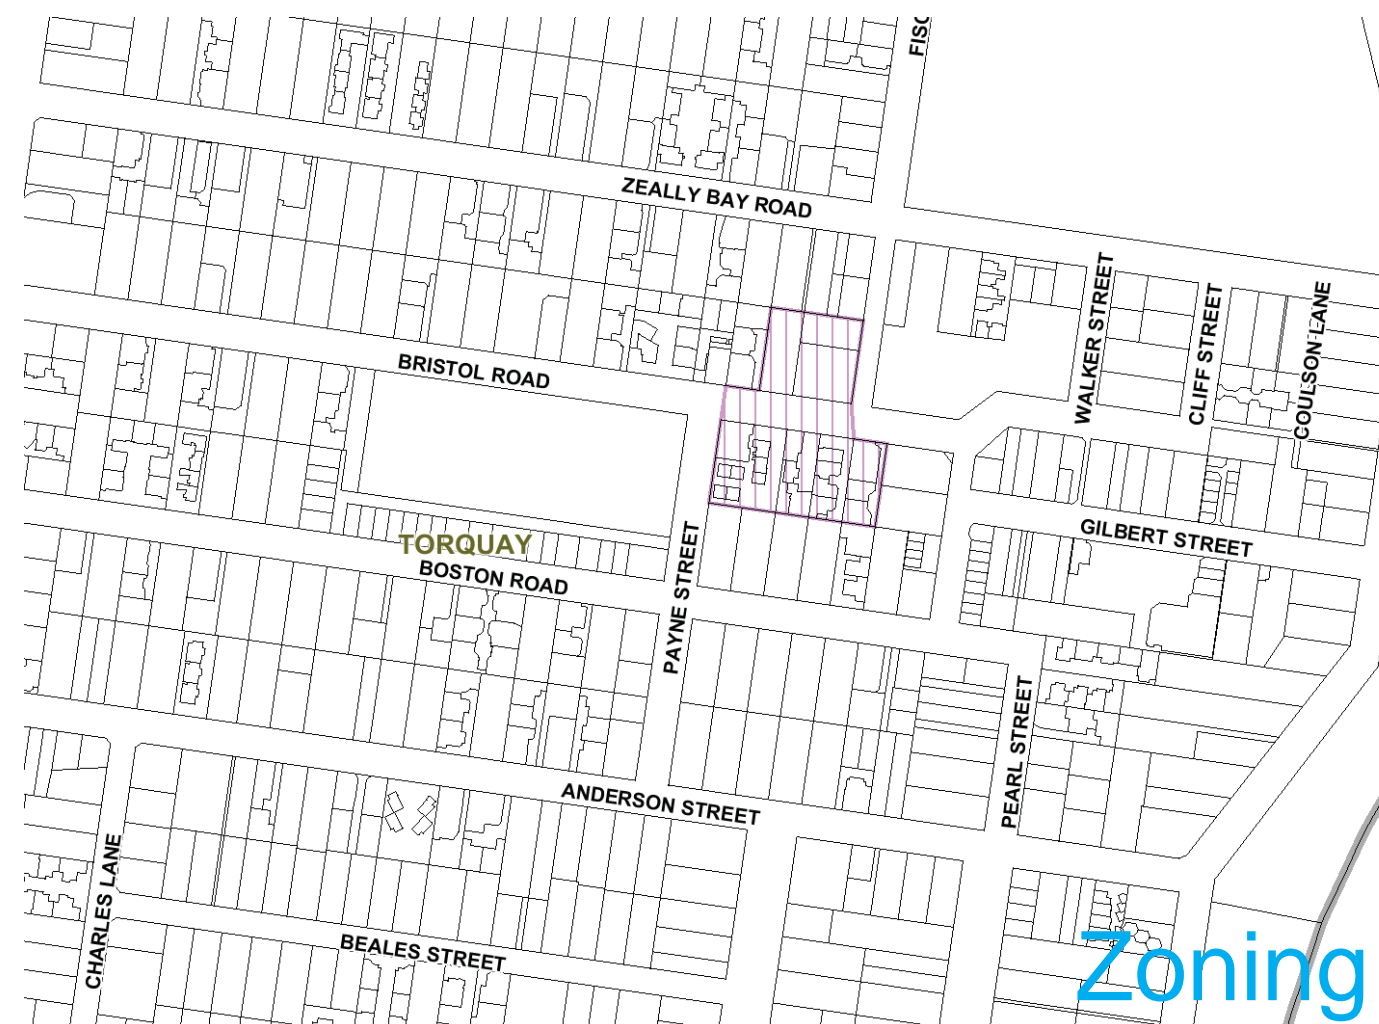 FISC
ZEALLY BAY ROAD
WALKER STREET
CLIFF STREET
COULSON LANE
BRISTOL ROAD
TORQUAY
GILBERT STREET
BOSTON ROAD
PAYNE STREET
PEARL STREET
ANDERSON STREET
CHARLES LANE
BEALES STREET
Zoning